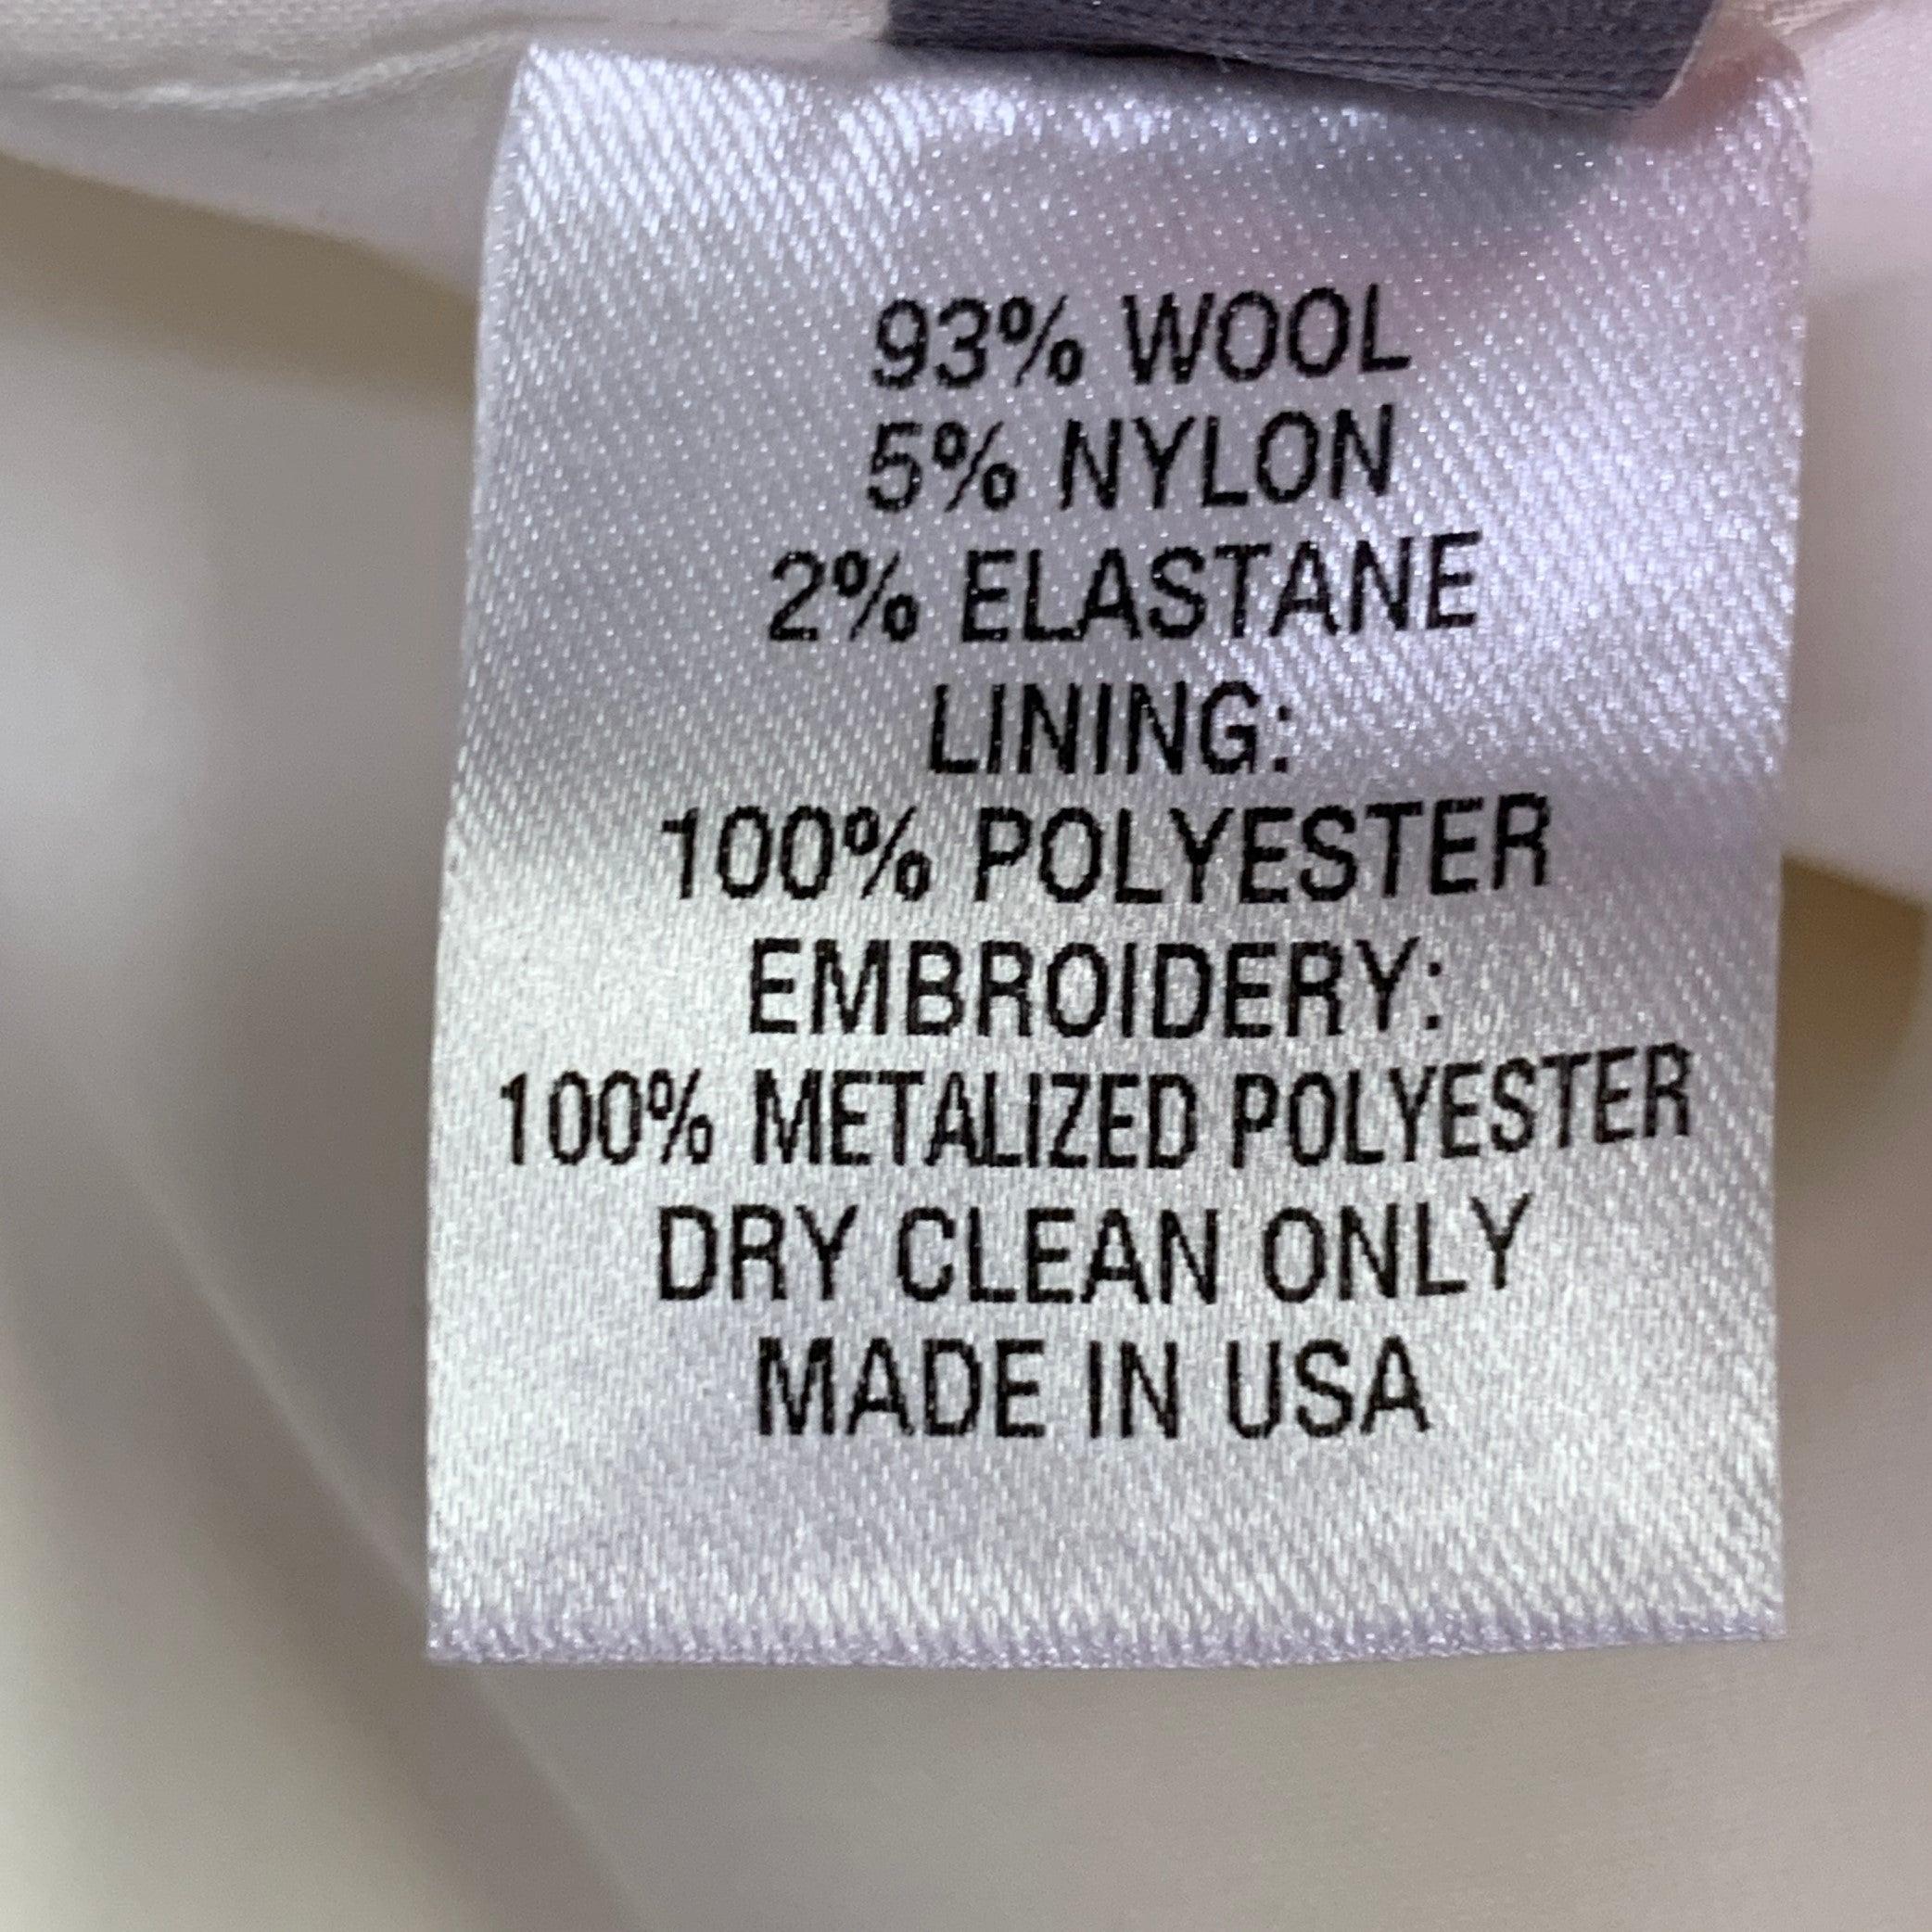 93% WOOL
5% NYLON
2% ELASTANE
LINING:
100% POLYESTER
EMBROIDERY:
100% METALIZED POLYESTER
DRY CLEAN ONLY
MADE IN USA